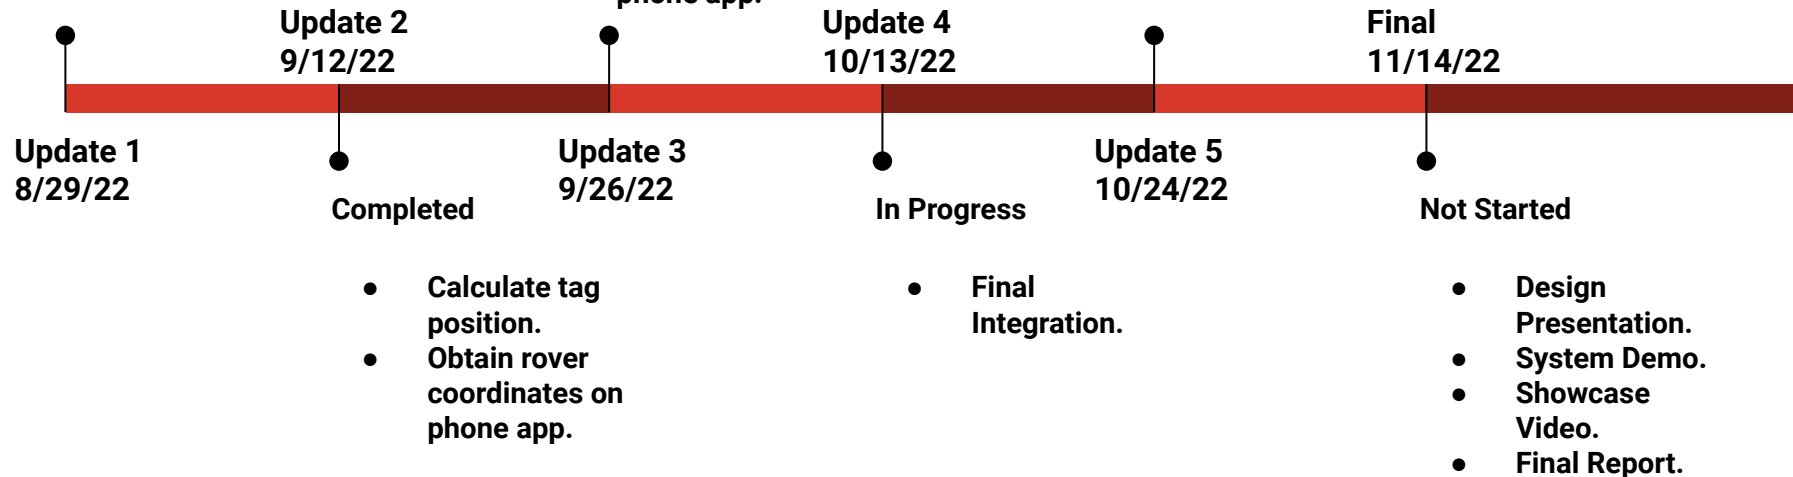 phone app.
Update 2
9/12/22
Update 4
10/13/22
Final
11/14/22
Update 1
8/29/22
Update 3
9/26/22
Update 5
10/24/22
Completed
● Calculate tag
position.
● Obtain rover
coordinates on
phone app.
In Progress
● Final
Integration.
Not Started
● Design
Presentation.
● System Demo.
● Showcase
Video.
● Final Report.